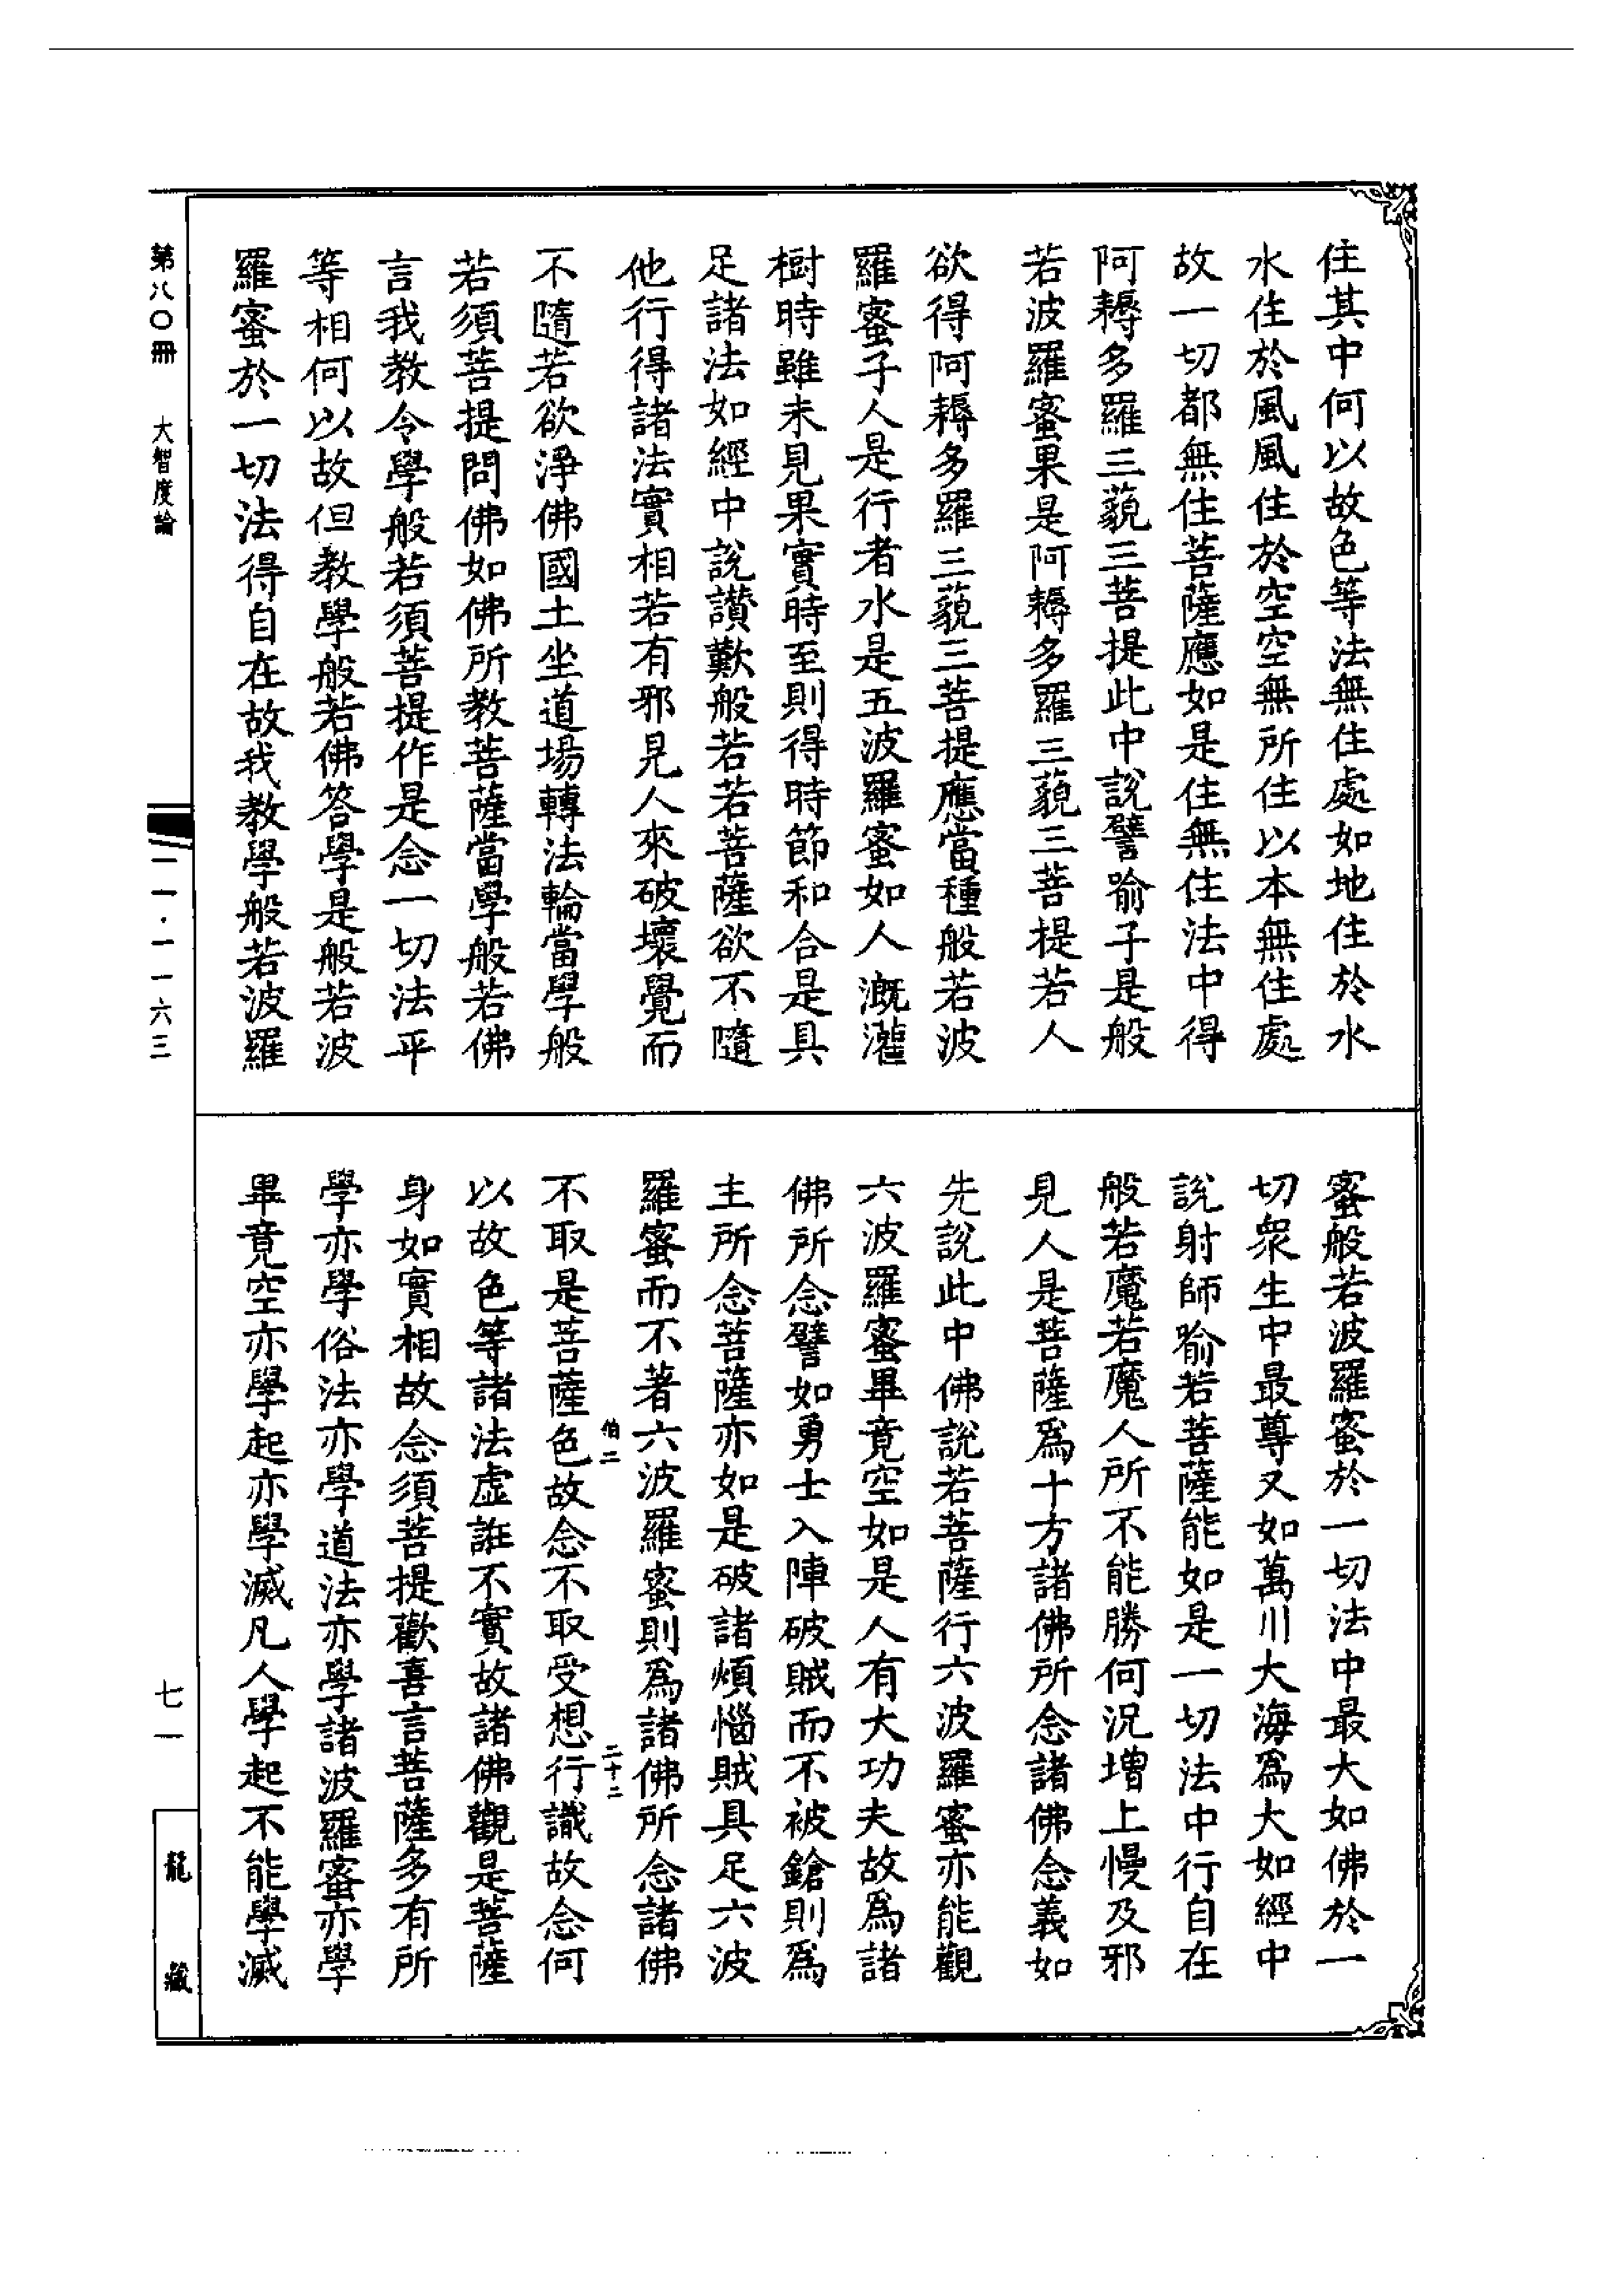 住其中何以故色等法無住處如地住於水
水住於風風住於空空無所住以本無住處
故一切都無住菩薩應如是住無住法中得
阿耨多羅三藐三菩提此中說譬喻子是般
若波羅蜜果是阿耨多羅三藐三菩提若人
欲得阿耨多羅三藐三菩提應當種般若波
羅蜜子人是行者水是五波羅蜜如人漑灌
樹時雖未見果實時至則得時節和合是具
足諸法如經中說讃歎般若若菩薩欲不隨
他行得諸法實相若有邪見人來破壞覺而
不隨若欲淨佛國土坐道場轉法輪當學般
若須菩提問佛如佛所教菩薩當學般若佛
言我教令學般若須菩提作是念一切法平
等相何以故但教學般若佛答學是般若波
羅蜜於一切法得自在故我教學般若波羅
蜜般若波羅蜜於一切法中最大如佛於一
切衆生中最尊又如萬川大海爲大如經中
說射師喻若菩薩能如是一切法中行自在
般若魔若魔人所不能勝何況增上慢及邪
見人是菩薩爲十方諸佛所念諸佛念義如
先說此中佛說若菩薩行六波羅蜜亦能觀
六波羅蜜畢竟空如是人有大功夫故爲諸
佛所念譬如勇士入陣破賊而不被鎗則爲
主所念菩薩亦如是破諸煩惱賊具足六波
羅蜜而不著六波羅蜜則爲諸佛所念諸佛
伯二 二十二
不取是菩薩色故念不取受想行識故念何
以故色等諸法虛誑不實故諸佛觀是菩薩
身如實相故念須菩提歡喜言菩薩多有所
學亦學俗法亦學道法亦學諸波羅蜜亦學
畢竟空亦學起亦學滅凡人學起不能學滅
第八〇冊 大智度論
一一·一一六三
七一
龍藏